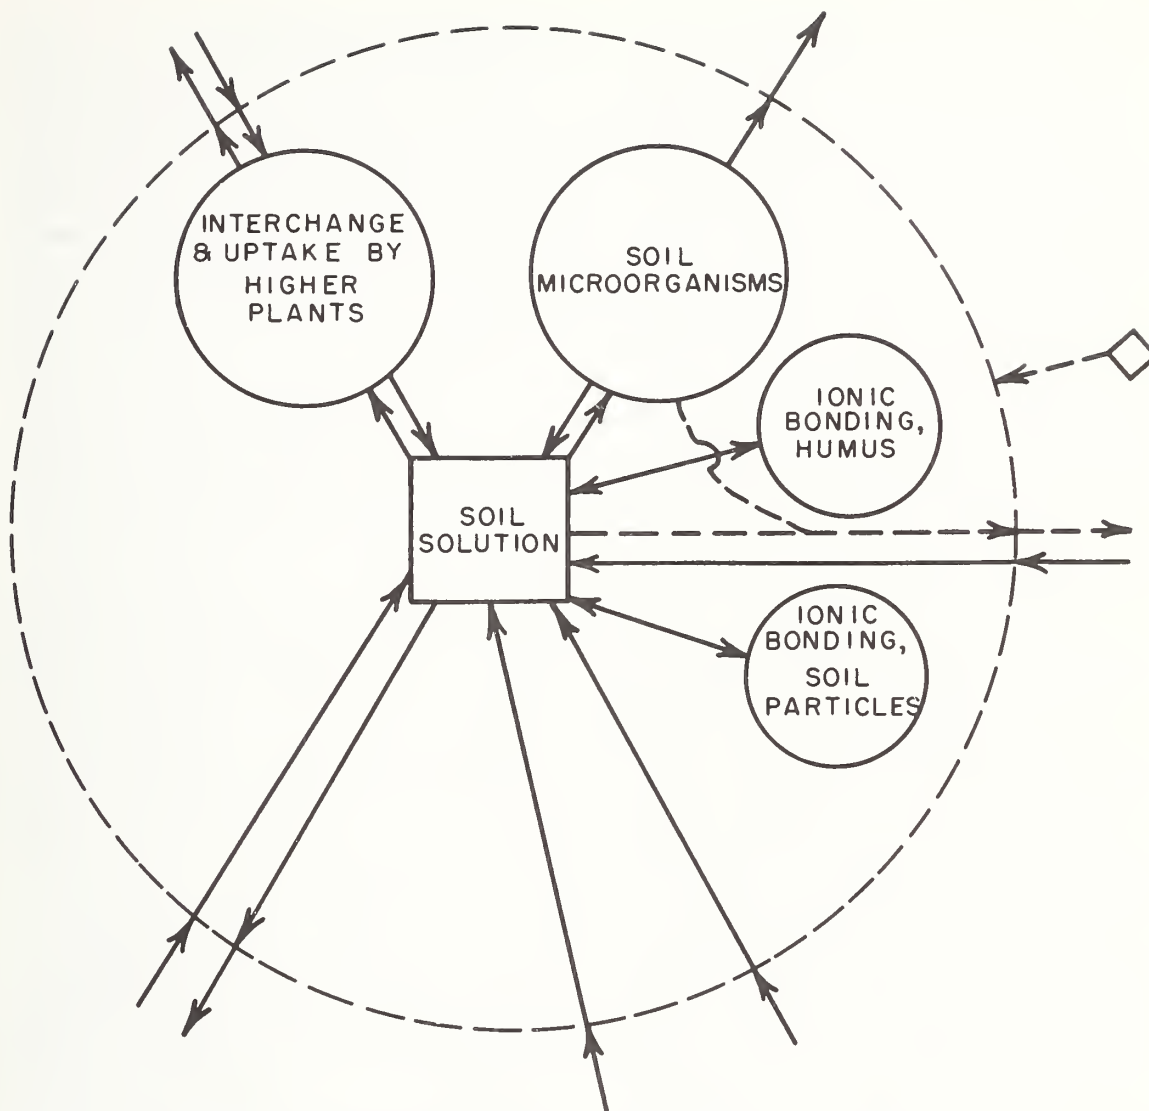 INTERCHANGE
& UPTAKE BY
HIGHER
PLANTS
SOIL
MICROORGANISMS
IONIC
BONDING,
HUMUS
SOIL
SOLUTION
IONIC
BONDING,
SOIL
PARTICLES